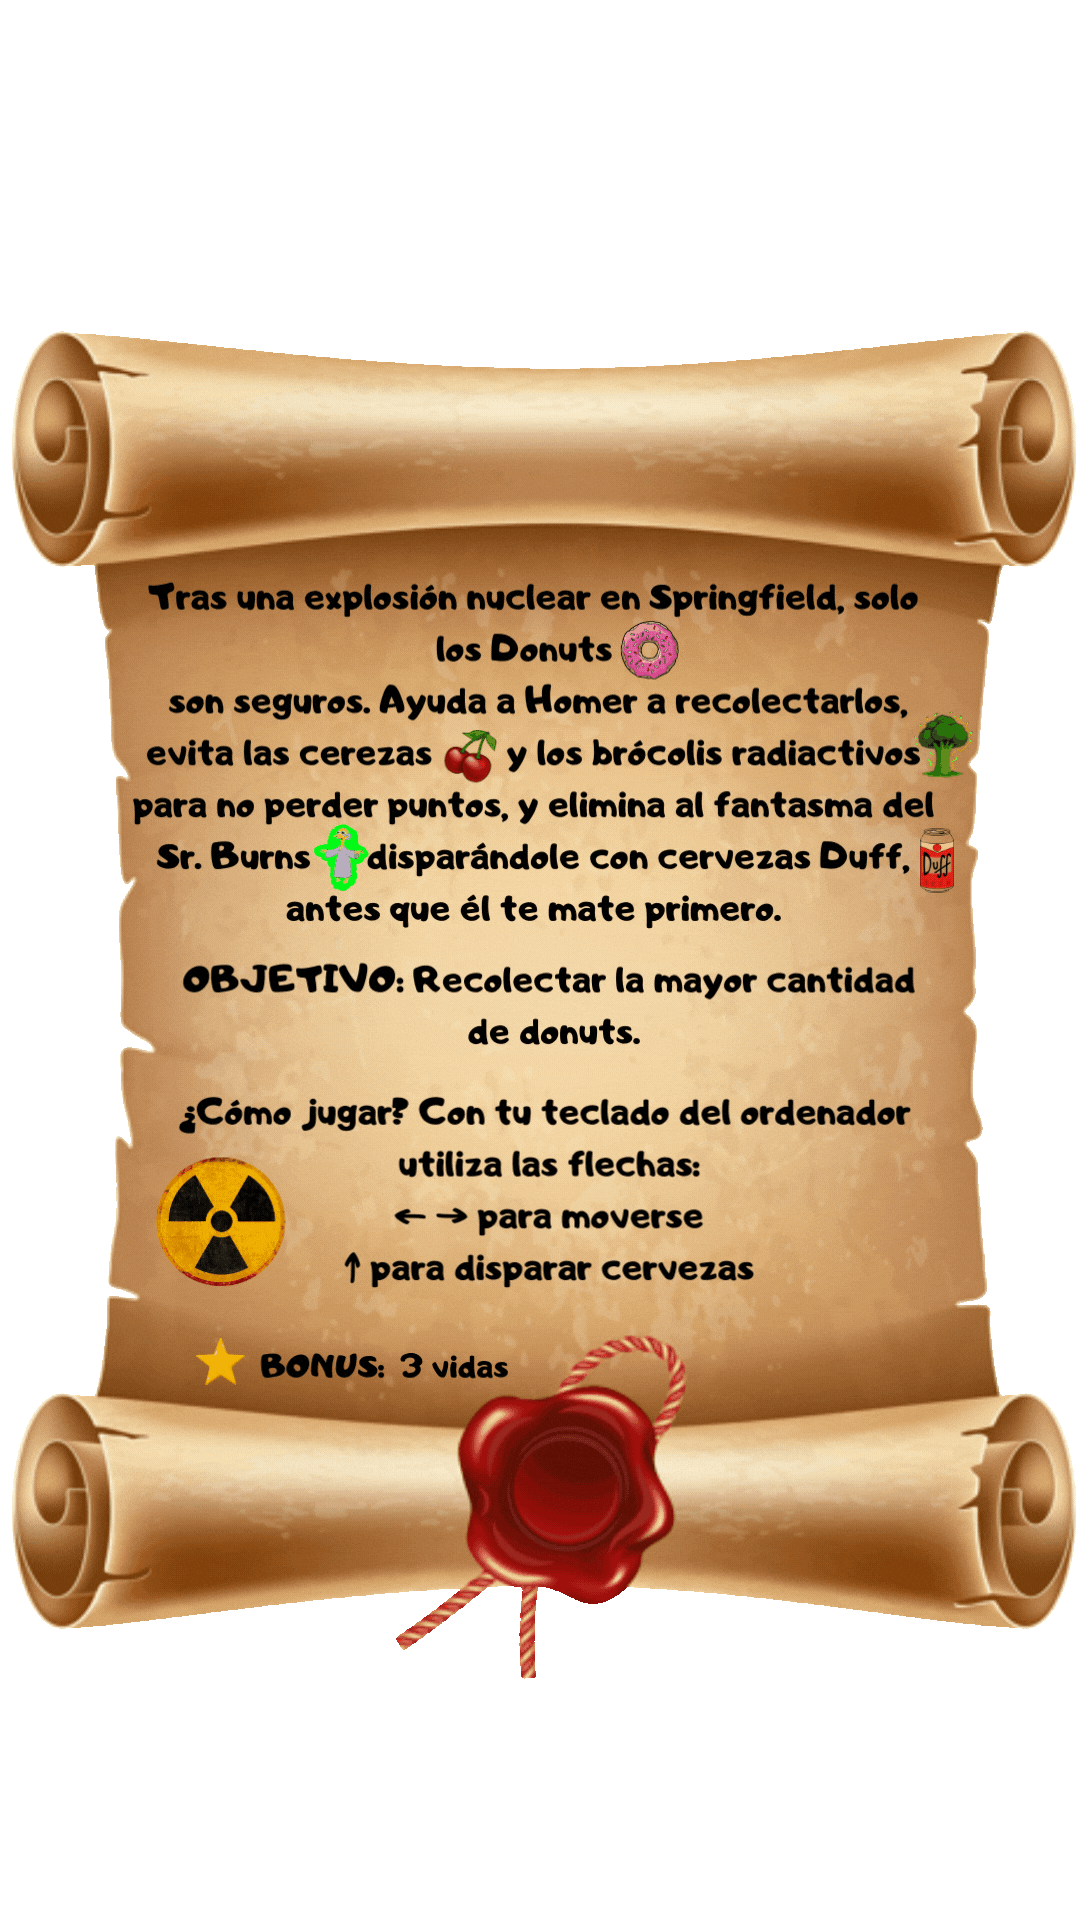 Tras una explosión nuclear en Springfield, solo
los Donuts
son seguros. Ayuda a Homer a recolectarlos,
evita las cerezas y los brócolis radiactivos
para no perder puntos, y elimina al fantasma del
Sr. Burns disparándole con cervezas Duff,
Duff
antes que él te mate primero.
OBJETIVO: Recolectar la mayor cantidad
de donuts.
¿Cómo jugar? Con tu teclado del ordenador
utiliza las flechas:
← → para moverse
↑ para disparar cervezas
BONUS: 3 vidas